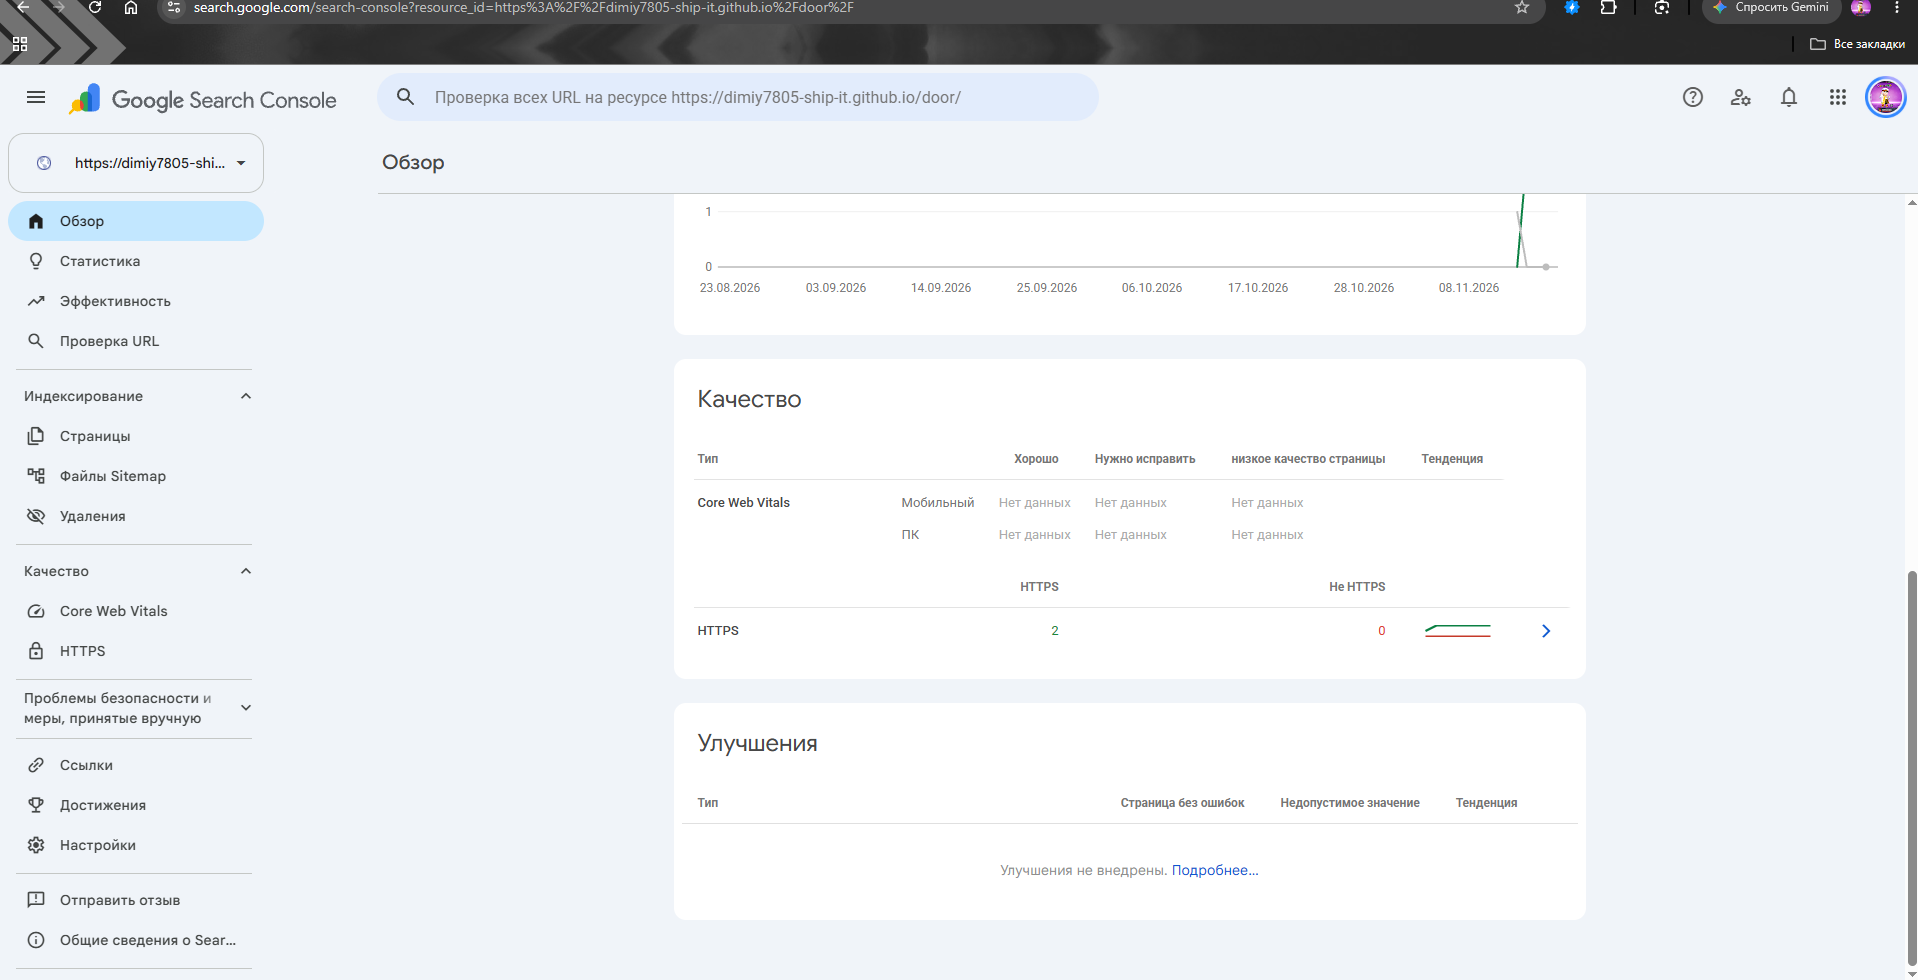 search.google.com/search-console?resource_id=https%3A%2F%2Fdimiy7805-ship-it.github.io%2Fdoor%2F
Спросить Gemini
Все закладки
Google Search Console
Проверка всех URL на ресурсе https://dimiy7805-ship-it.github.io/door/
https://dimiy7805-shi...
Обзор
Статистика
Эффективность
Проверка URL
Индексирование
Страницы
Файлы Sitemap
Удаления
Качество
Core Web Vitals
HTTPS
Проблемы безопасности и
меры, принятые вручную
Ссылки
Достижения
Настройки
Отправить отзыв
Общие сведения о Sear...
Обзор
1
0
23.08.2026 03.09.2026 14.09.2026 25.09.2026 06.10.2026 17.10.2026 28.10.2026 08.11.2026
Качество
Тип Хорошо Нужно исправить низкое качество страницы Тенденция
Core Web Vitals Мобильный Нет данных Нет данных Нет данных
ПК Нет данных Нет данных Нет данных
HTTPS Не HTTPS
HTTPS 2 0
Улучшения
Тип Страница без ошибок Недопустимое значение Тенденция
Улучшения не внедрены. Подробнее...